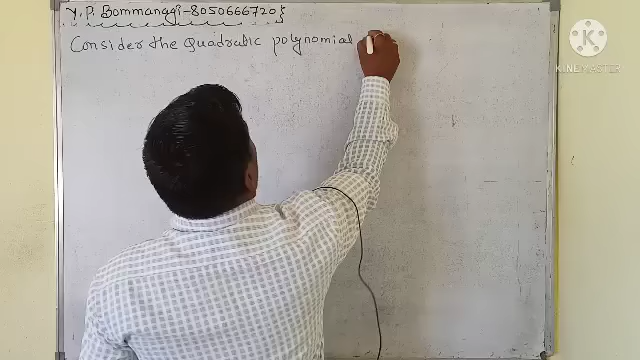 Y. P. Bommanggi-8050666720
Consider the Quadratic polynomial
KINEMASTER